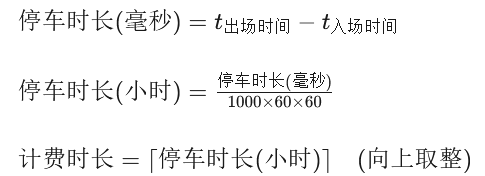 停车时长(毫秒) = t出场时间 − t入场时间
停车时长(小时) = 停车时长(毫秒) / 1000×60×60
计费时长 = ⌈停车时长(小时)⌉ (向上取整)